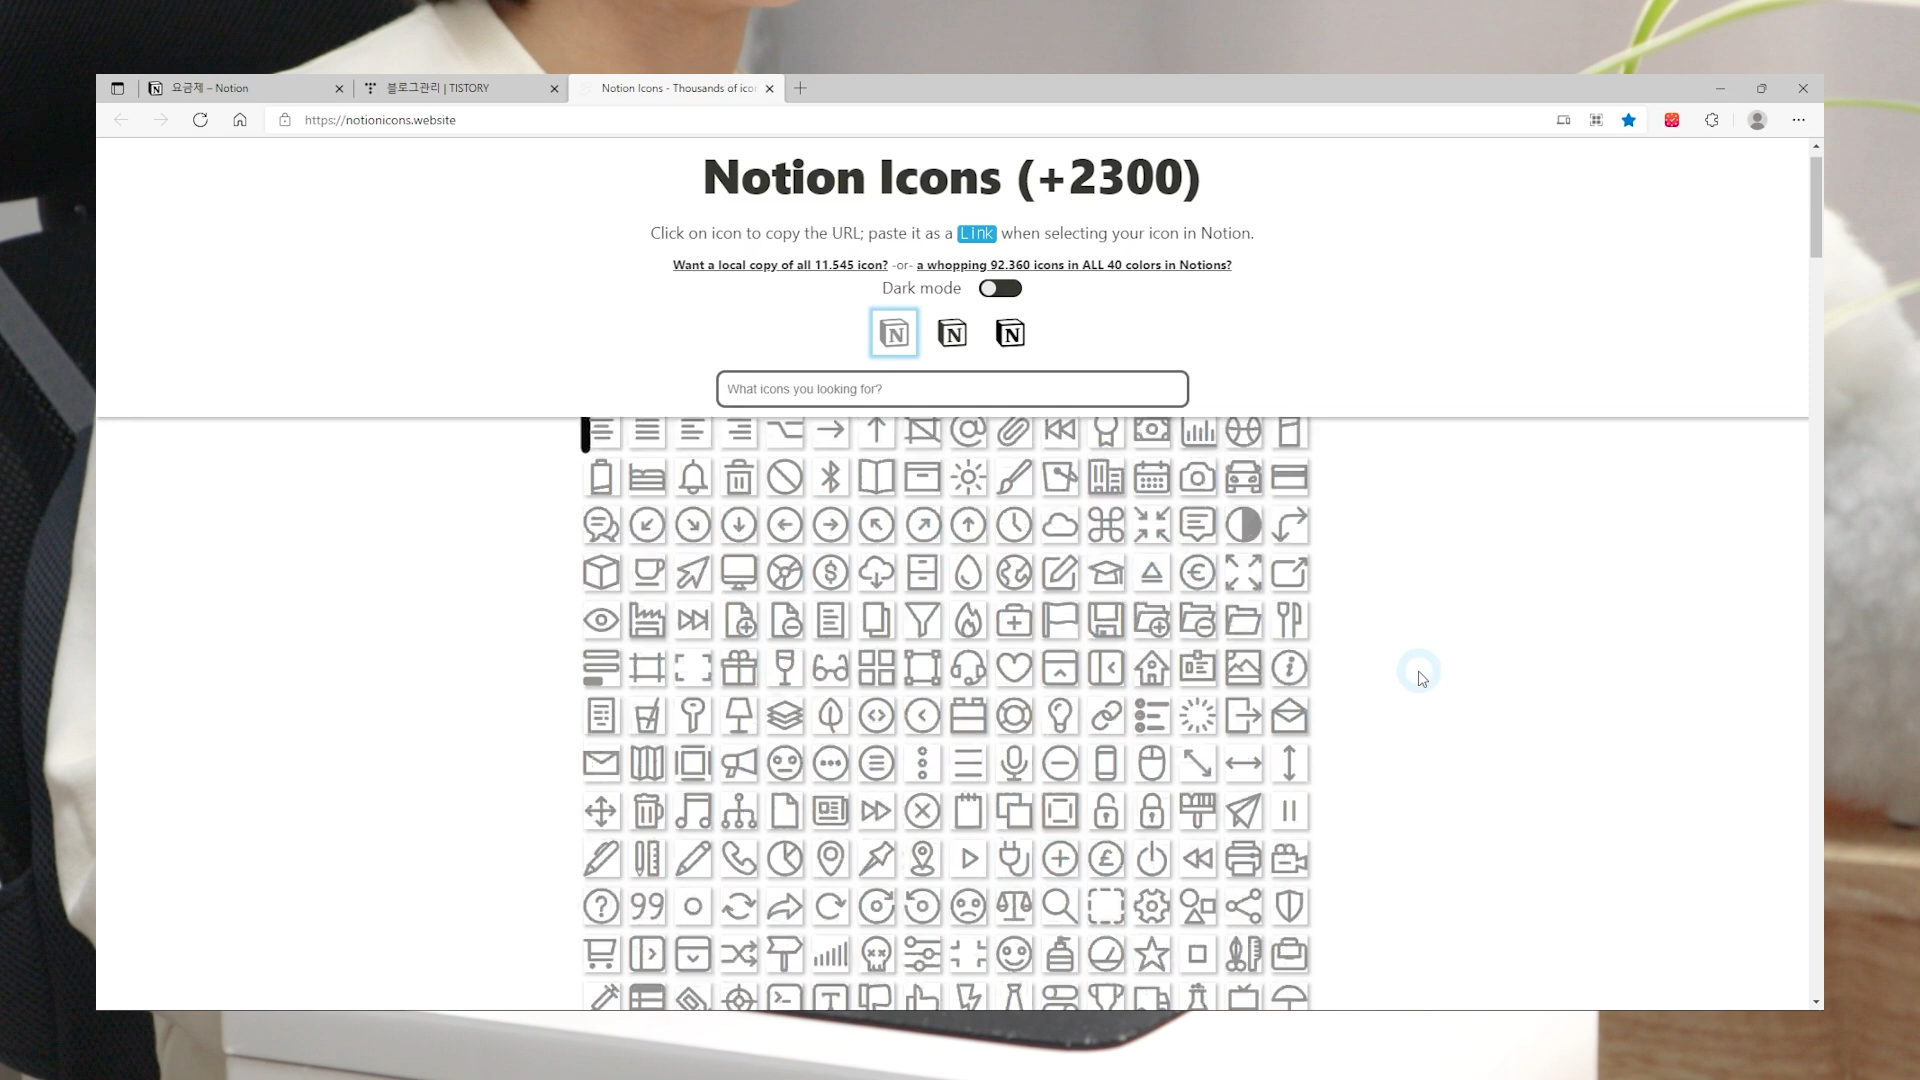 요금제 – Notion
블로그관리 | TISTORY
Notion Icons - Thousands of ico
https://notionicons.website
Notion Icons (+2300)
Click on icon to copy the URL; paste it as a Link when selecting your icon in Notion.
Want a local copy of all 11.545 icon? -or- a whopping 92.360 icons in ALL 40 colors in Notions?
Dark mode
What icons you looking for?